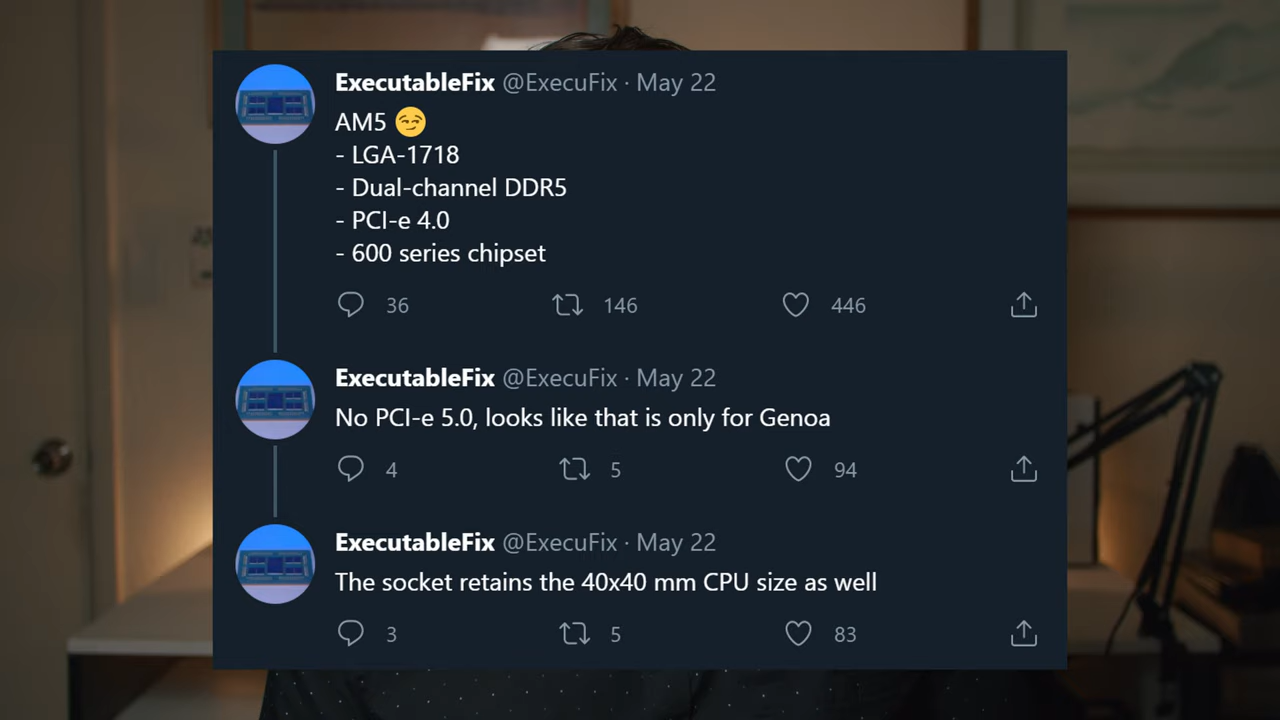 ExecutableFix @ExecuFix · May 22
AM5 😏
- LGA-1718
- Dual-channel DDR5
- PCI-e 4.0
- 600 series chipset
36 146 446
ExecutableFix @ExecuFix · May 22
No PCI-e 5.0, looks like that is only for Genoa
4 5 94
ExecutableFix @ExecuFix · May 22
The socket retains the 40x40 mm CPU size as well
3 5 83